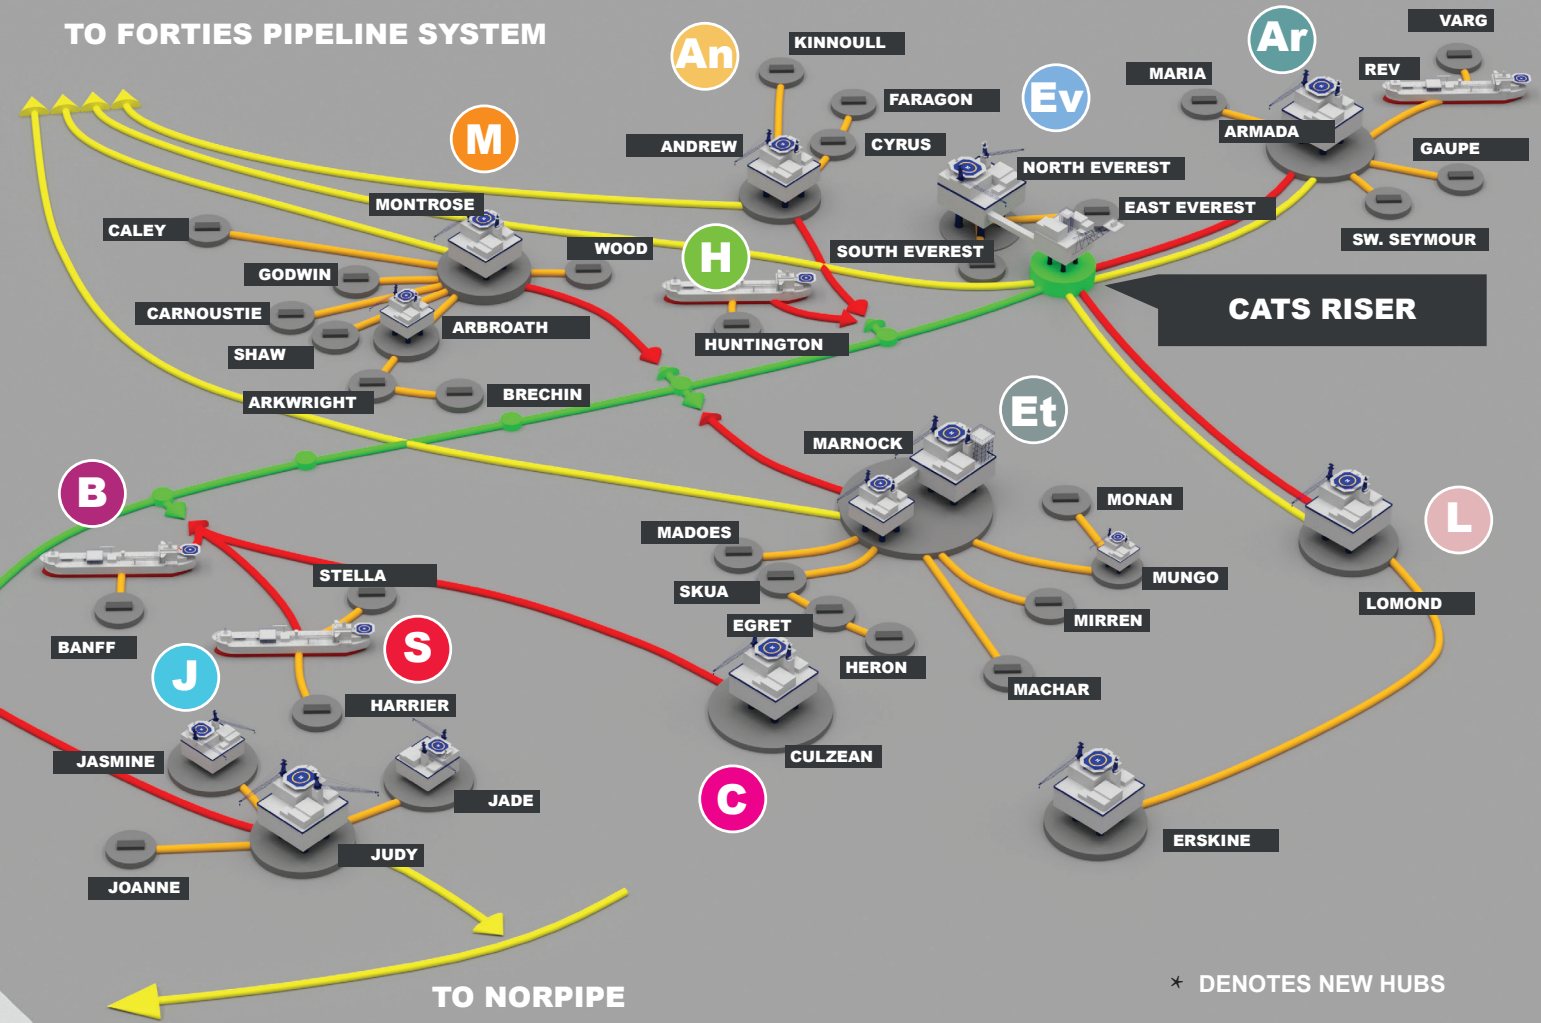 TO FORTIES PIPELINE SYSTEM
An
KINNOULL
Ar
VARG
MARIA
REV
Ev
FARAGON
M
ARMADA
ANDREW
CYRUS
GAUPE
NORTH EVEREST
MONTROSE
EAST EVEREST
CALEY
WOOD
H
SOUTH EVEREST
SW. SEYMOUR
GODWIN
CATS RISER
CARNOUSTIE
ARBROATH
SHAW
HUNTINGTON
ARKWRIGHT
BRECHIN
Et
MARNOCK
B
MONAN
L
MADOES
STELLA
SKUA
MUNGO
LOMOND
EGRET
MIRREN
BANFF
S
J
HERON
MACHAR
HARRIER
JASMINE
CULZEAN
JADE
C
JUDY
ERSKINE
JOANNE
* DENOTES NEW HUBS
TO NORPIPE